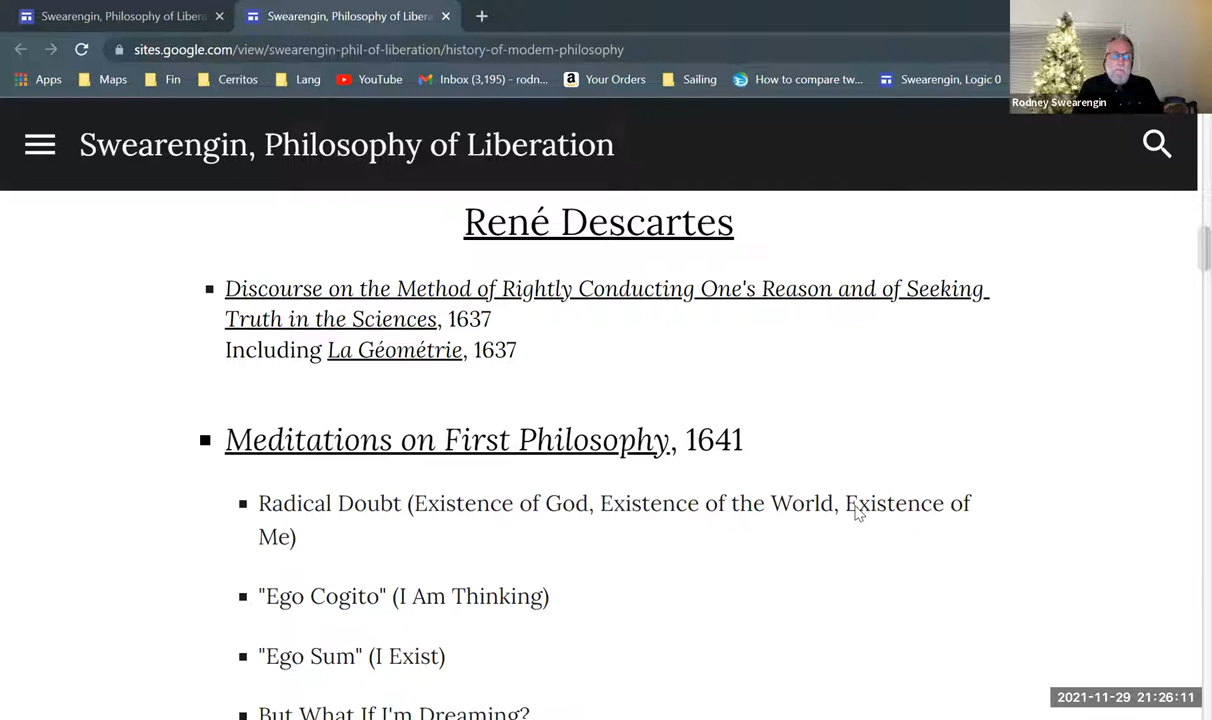 Swearengin, Philosophy of Libera
Swearengin, Philosophy of Libera
sites.google.com/view/swearengin-phil-of-liberation/history-of-modern-philosophy
Apps Maps Fin Cerritos Lang YouTube Inbox (3,195) - rodn... Your Orders Sailing How to compare tw... Swearengin, Logic 0
Rodney Swearengin
Swearengin, Philosophy of Liberation
René Descartes
Discourse on the Method of Rightly Conducting One's Reason and of Seeking
Truth in the Sciences, 1637
Including La Géométrie, 1637
Meditations on First Philosophy, 1641
Radical Doubt (Existence of God, Existence of the World, Existence of
Me)
"Ego Cogito" (I Am Thinking)
"Ego Sum" (I Exist)
But What If I'm Dreaming?
2021-11-29 21:26:11